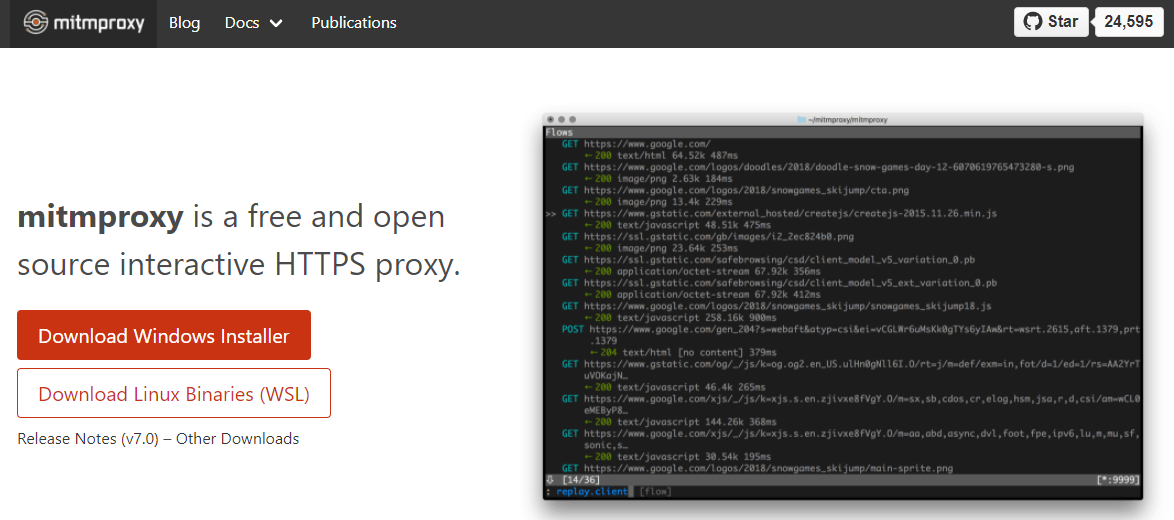 mitmproxy Blog Docs Publications Star 24,595
mitmproxy is a free and open
source interactive HTTPS proxy.
Download Windows Installer
Download Linux Binaries (WSL)
Release Notes (v7.0) – Other Downloads
~/mitmproxy/mitmproxy
Flows
GET https://www.google.com/
← 200 text/html 64.52k 487ms
GET https://www.google.com/logos/doodles/2018/doodle-snow-games-day-12-6070619765473280-s.png
← 200 image/png 2.63k 184ms
GET https://www.google.com/logos/2018/snowgames_skijump/cta.png
← 200 image/png 13.4k 229ms
>> GET https://www.gstatic.com/external_hosted/createjs/createjs-2015.11.26.min.js
← 200 text/javascript 48.51k 475ms
GET https://ssl.gstatic.com/gb/images/i2_2ec824b0.png
← 200 image/png 23.64k 253ms
GET https://ssl.gstatic.com/safebrowsing/csd/client_model_v5_variation_0.pb
← 200 application/octet-stream 67.92k 356ms
GET https://ssl.gstatic.com/safebrowsing/csd/client_model_v5_ext_variation_0.pb
← 200 application/octet-stream 67.92k 412ms
GET https://www.google.com/logos/2018/snowgames_skijump/snowgames_skijump18.js
← 200 text/javascript 258.16k 900ms
POST https://www.google.com/gen_204?s=webaft&atyp=csi&ei=vCGLWr6uMsKk0gTYs6yIAw&rt=wsrt.2615,aft.1379,prt
.1379
← 204 text/html [no content] 379ms
GET https://www.google.com/og/_/js/k=og.og2.en_US.ulHn0gNll6I.O/rt=j/m=def/exm=in,fot/d=1/ed=1/rs=AA2YrT
uVOKajN…
← 200 text/javascript 46.4k 265ms
GET https://www.google.com/xjs/_/js/k=xjs.s.en.zjivxe8fVgY.O/m=sx,sb,cdos,cr,elog,hsm,jsa,r,d,csi/am=wCL0
eMEByP8…
← 200 text/javascript 144.26k 368ms
GET https://www.google.com/xjs/_/js/k=xjs.s.en.zjivxe8fVgY.O/m=aa,abd,async,dvl,foot,fpe,ipv6,lu,m,mu,sf,
sonic,s…
← 200 text/javascript 30.54k 195ms
GET https://www.google.com/logos/2018/snowgames_skijump/main-sprite.png
⇩ [14/36] [*:9999]
: replay.client [flow]